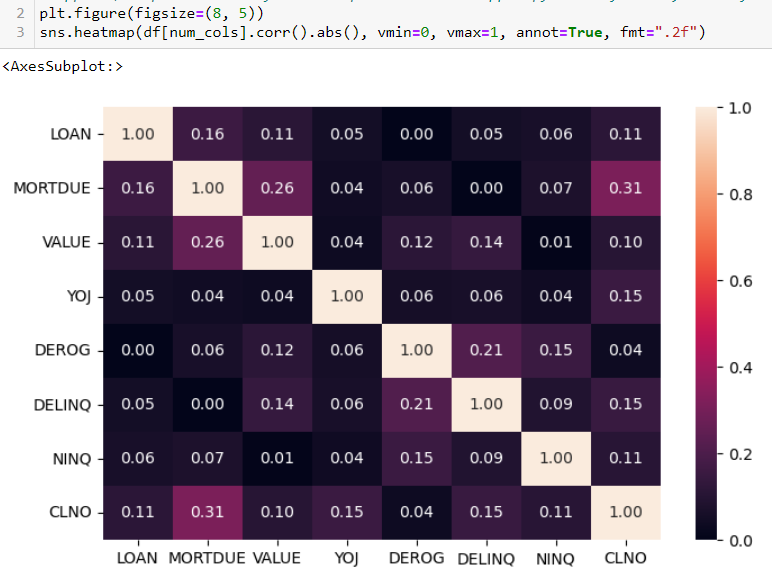 2 plt.figure(figsize=(8, 5))
3 sns.heatmap(df[num_cols].corr().abs(), vmin=0, vmax=1, annot=True, fmt=".2f")
<AxesSubplot:>
LOAN 1.00 0.16 0.11 0.05 0.00 0.05 0.06 0.11
MORTDUE 0.16 1.00 0.26 0.04 0.06 0.00 0.07 0.31
VALUE 0.11 0.26 1.00 0.04 0.12 0.14 0.01 0.10
YOJ 0.05 0.04 0.04 1.00 0.06 0.06 0.04 0.15
DEROG 0.00 0.06 0.12 0.06 1.00 0.21 0.15 0.04
DELINQ 0.05 0.00 0.14 0.06 0.21 1.00 0.09 0.15
NINQ 0.06 0.07 0.01 0.04 0.15 0.09 1.00 0.11
CLNO 0.11 0.31 0.10 0.15 0.04 0.15 0.11 1.00
LOAN MORTDUE VALUE YOJ DEROG DELINQ NINQ CLNO
1.0
0.8
0.6
0.4
0.2
0.0